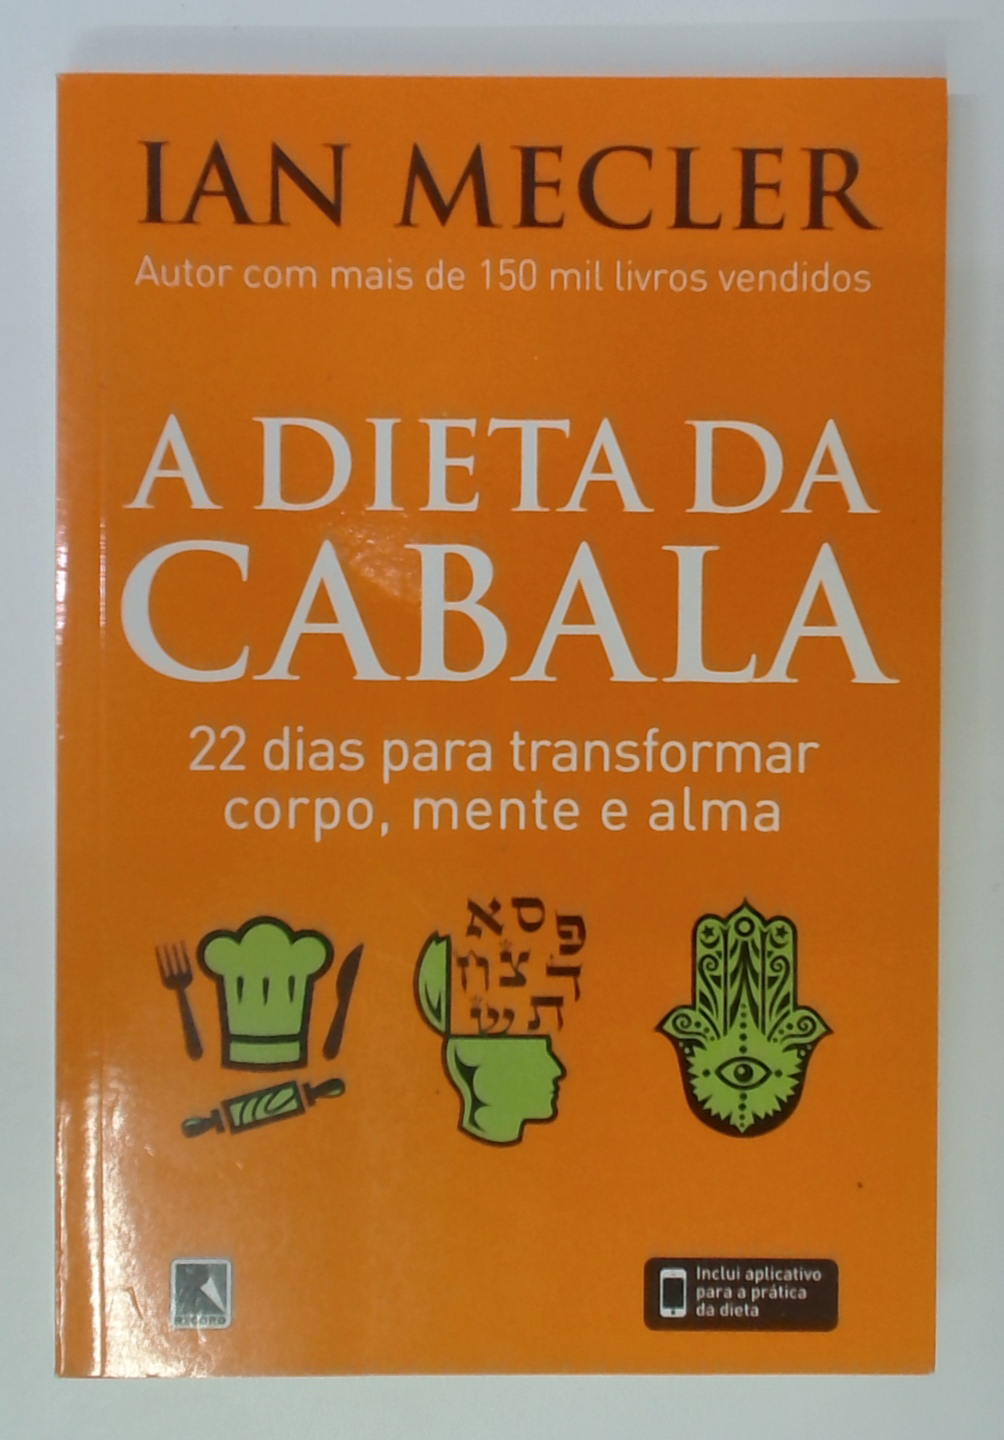 IAN MECLER
Autor com mais de 150 mil livros vendidos
A DIETA DA
CABALA
22 dias para transformar
corpo, mente e alma
א ס פ
ח צ ד
ש ת
RECORD
Inclui aplicativo
para a prática
da dieta